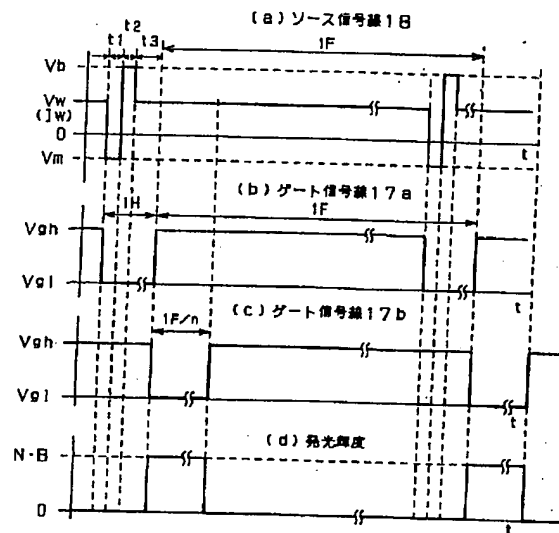 (a) ソース信号線18
t1
t2
t3
1F
Vb
Vw
(Iw)
0
Vm
t
(b) ゲート信号線17a
1H
1F
Vgh
Vgl
t
(c) ゲート信号線17b
1F/n
Vgh
Vgl
t
(d) 発光輝度
N·B
0
t